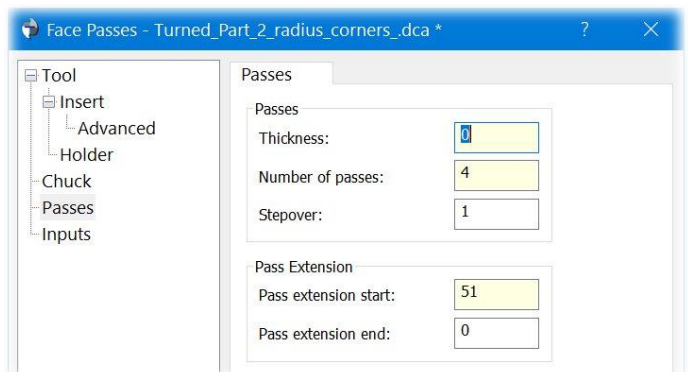 Face Passes - Turned_Part_2_radius_corners_.dca * ?
Tool
Insert
Advanced
Holder
Chuck
Passes
Inputs
Passes
Passes
Thickness: 0
Number of passes: 4
Stepover: 1
Pass Extension
Pass extension start: 51
Pass extension end: 0